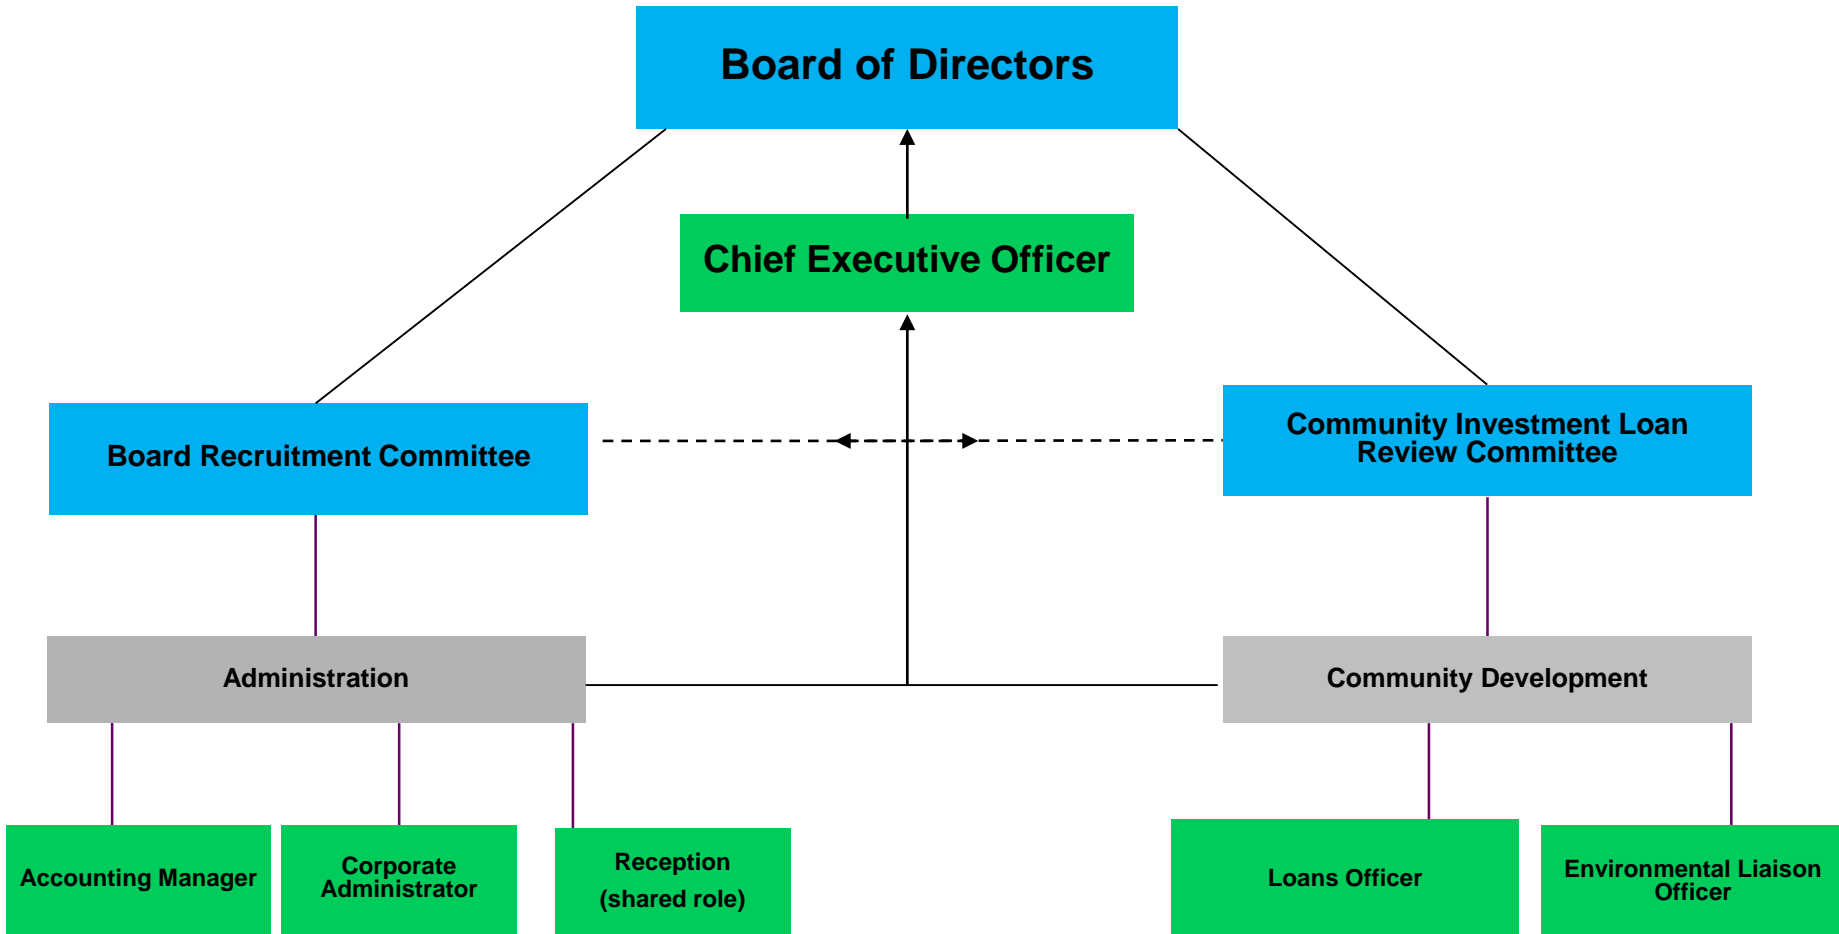 Board of Directors
Chief Executive Officer
Board Recruitment Committee
Community Investment Loan
Review Committee
Administration
Community Development
Accounting Manager
Corporate
Administrator
Reception
(shared role)
Loans Officer
Environmental Liaison
Officer